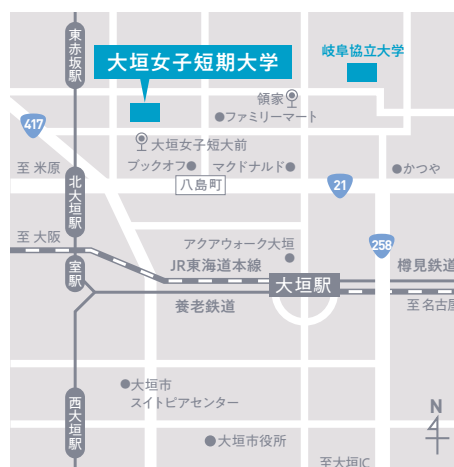 東赤坂駅
大垣女子短期大学
岐阜協立大学
領家
ファミリーマート
417
大垣女子短大前
ブックオフ
マクドナルド
かつや
至 米原
八島町
21
北大垣駅
至 大阪
アクアウォーク大垣
258
室駅
JR東海道本線
大垣駅
樽見鉄道
養老鉄道
至 名古屋
大垣市
スイトピアセンター
西大垣駅
大垣市役所
N
至大垣IC